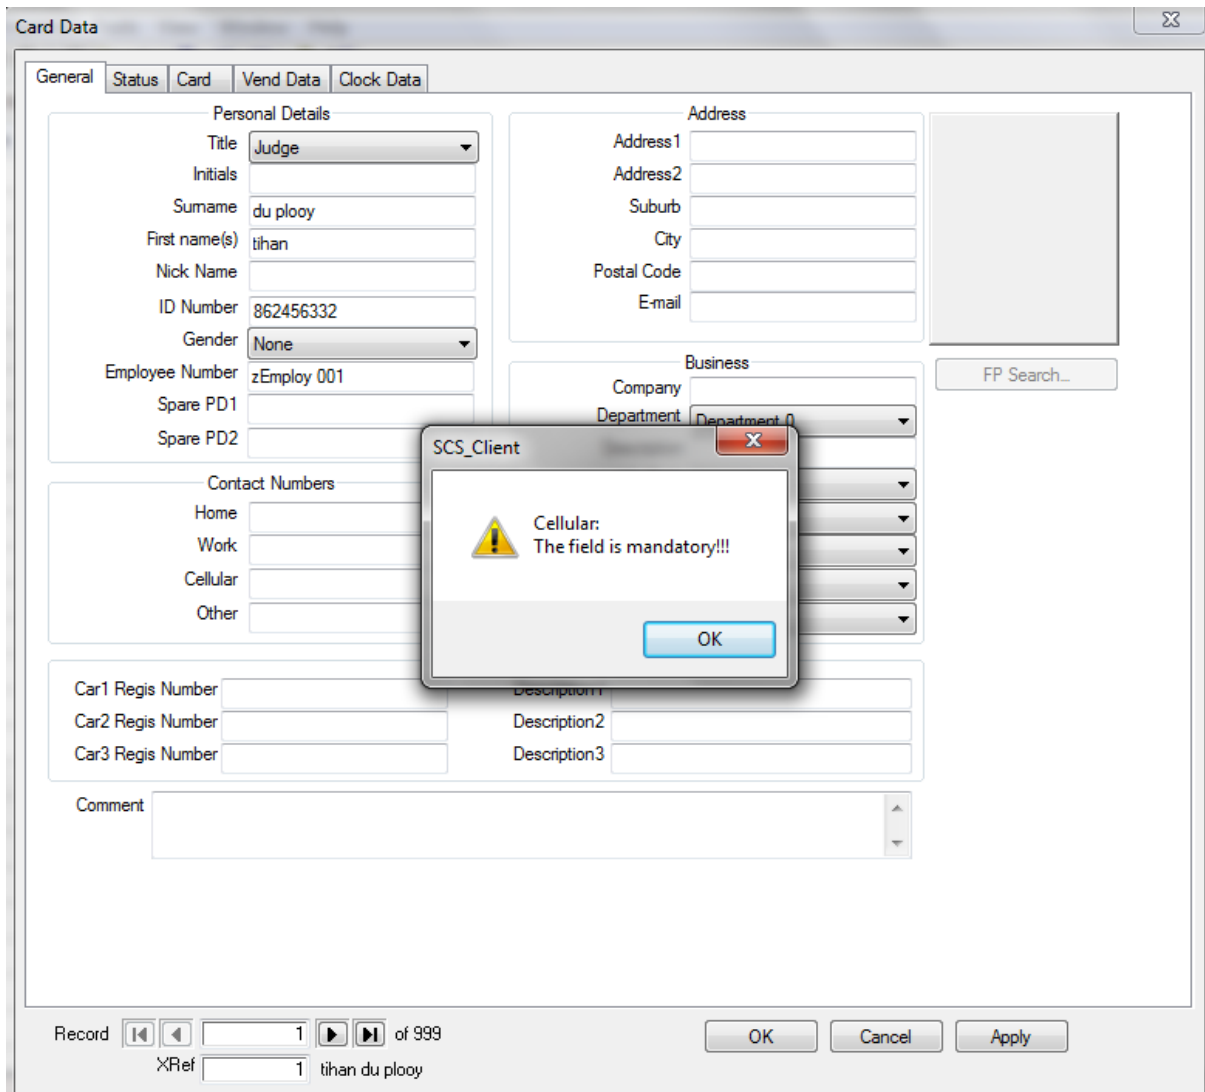 Card Data
General Status Card Vend Data Clock Data
Personal Details
Title Judge
Initials
Surname du plooy
First name(s) tihan
Nick Name
ID Number 862456332
Gender None
Employee Number zEmploy 001
Spare PD1
Spare PD2
Contact Numbers
Home
Work
Cellular
Other
Address
Address1
Address2
Suburb
City
Postal Code
E-mail
FP Search...
Business
Company
Department Department 0
SCS_Client
Cellular:
The field is mandatory!!!
OK
Car1 Regis Number Description1
Car2 Regis Number Description2
Car3 Regis Number Description3
Comment
Record 1 of 999
XRef 1 tihan du plooy
OK Cancel Apply